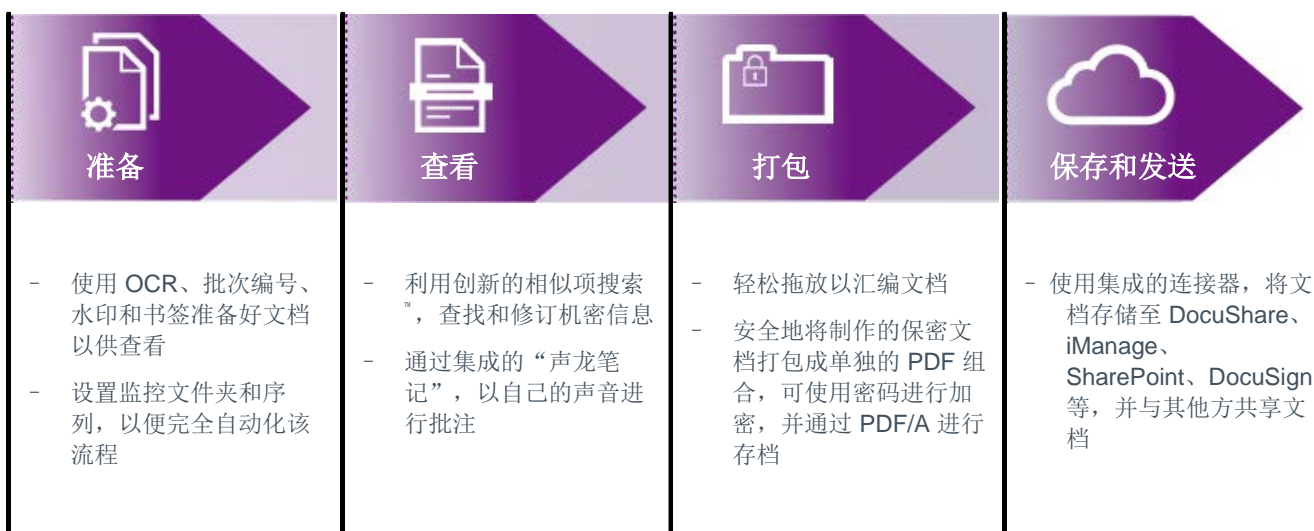 准备
- 使用 OCR、批次编号、
水印和书签准备好文档
以供查看
- 设置监控文件夹和序
列，以便完全自动化该
流程
查看
- 利用创新的相似项搜索
™，查找和修订机密信息
- 通过集成的“声龙笔
记”，以自己的声音进
行批注
打包
轻松拖放以汇编文档
- 安全地将制作的保密文
档打包成单独的 PDF 组
合，可使用密码进行加
密，并通过 PDF/A 进行
存档
保存和发送
- 使用集成的连接器，将文
档存储至 DocuShare、
iManage、
SharePoint、DocuSign
等，并与其他方共享文
档